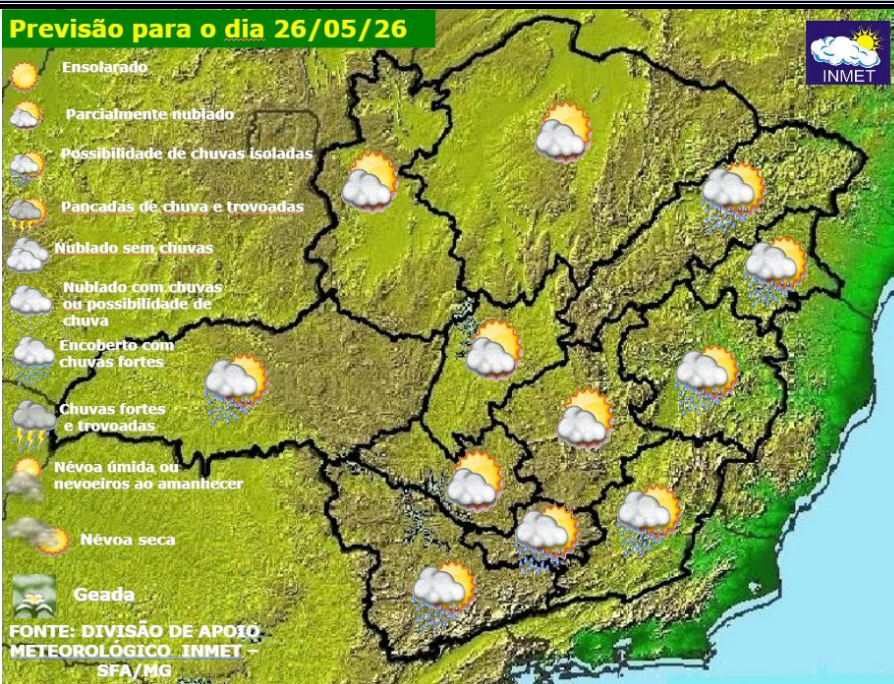 Previsão para o dia 26/05/26
INMET
Ensolarado
Parcialmente nublado
Possibilidade de chuvas isoladas
Pancadas de chuva e trovoadas
Nublado sem chuvas
Nublado com chuvas
ou possibilidade de
chuva
Encoberto com
chuvas fortes
Chuvas fortes
e trovoadas
Névoa úmida ou
nevoeiros ao amanhecer
Névoa seca
Geada
FONTE: DIVISÃO DE APOIO
METEOROLÓGICO INMET –
SFA/MG